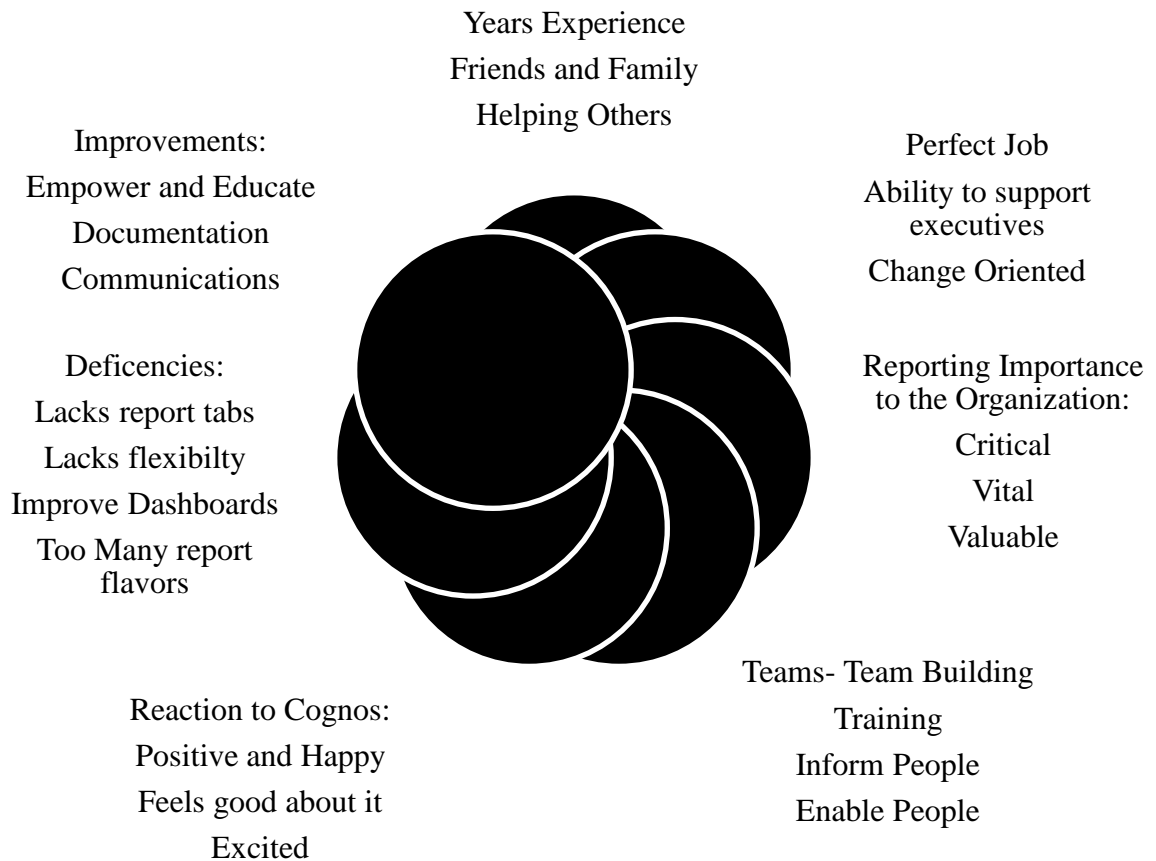 Years Experience
Friends and Family
Helping Others
Perfect Job
Ability to support
executives
Change Oriented
Reporting Importance
to the Organization:
Critical
Vital
Valuable
Teams- Team Building
Training
Inform People
Enable People
Reaction to Cognos:
Positive and Happy
Feels good about it
Excited
Deficencies:
Lacks report tabs
Lacks flexibilty
Improve Dashboards
Too Many report
flavors
Improvements:
Empower and Educate
Documentation
Communications